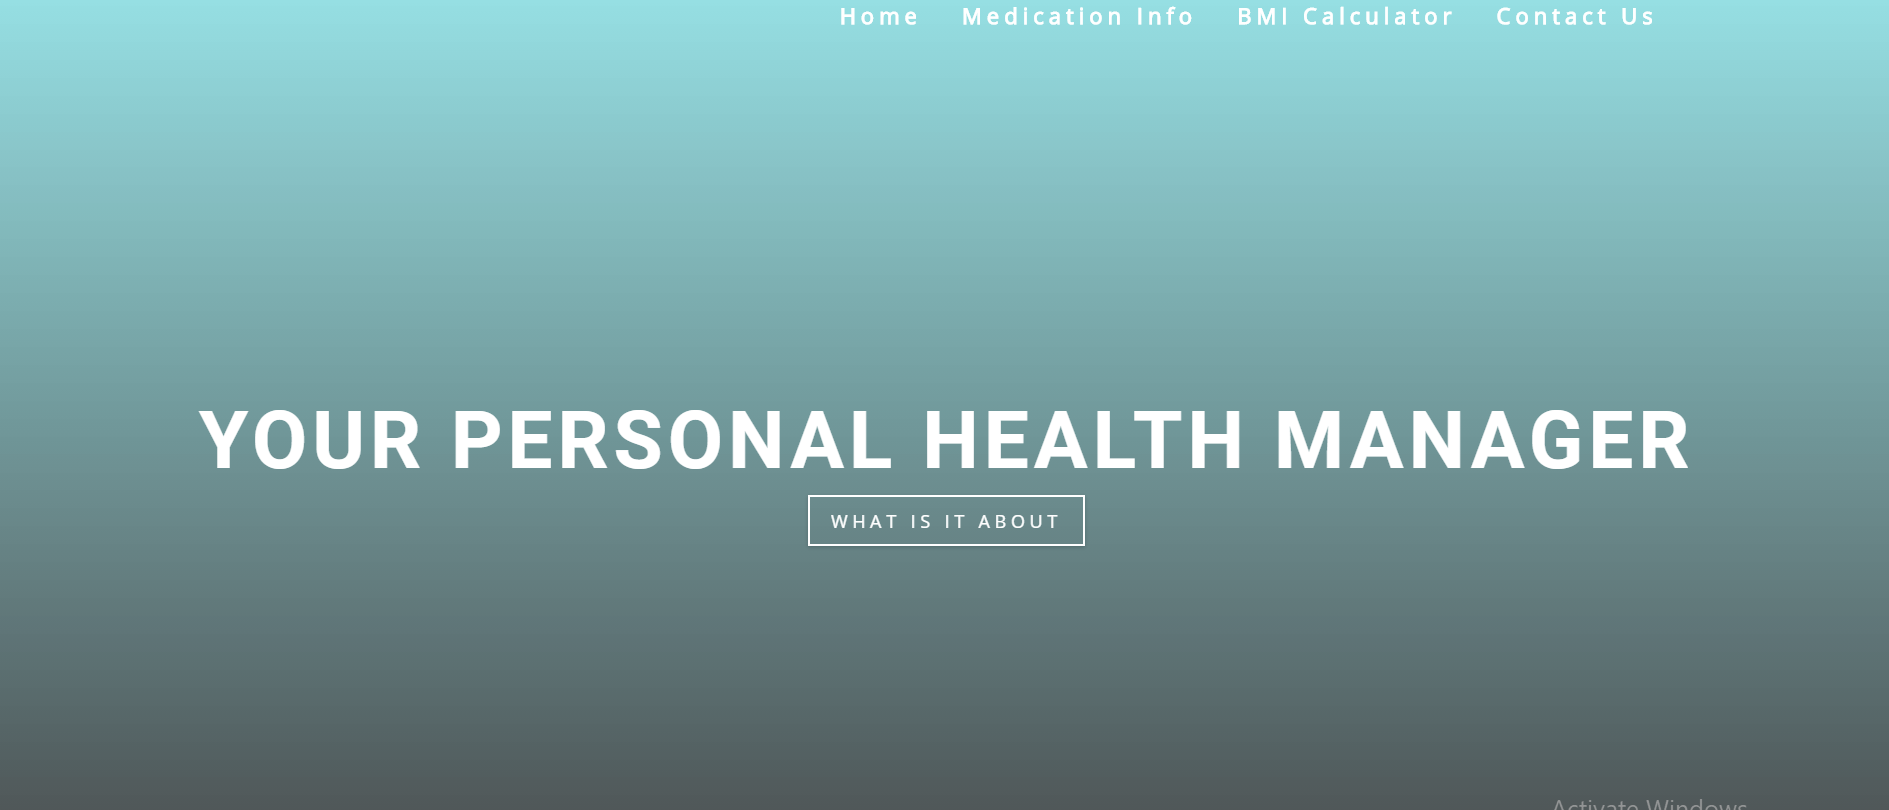 Home Medication Info BMI Calculator Contact Us
YOUR PERSONAL HEALTH MANAGER
WHAT IS IT ABOUT
Activate Windows